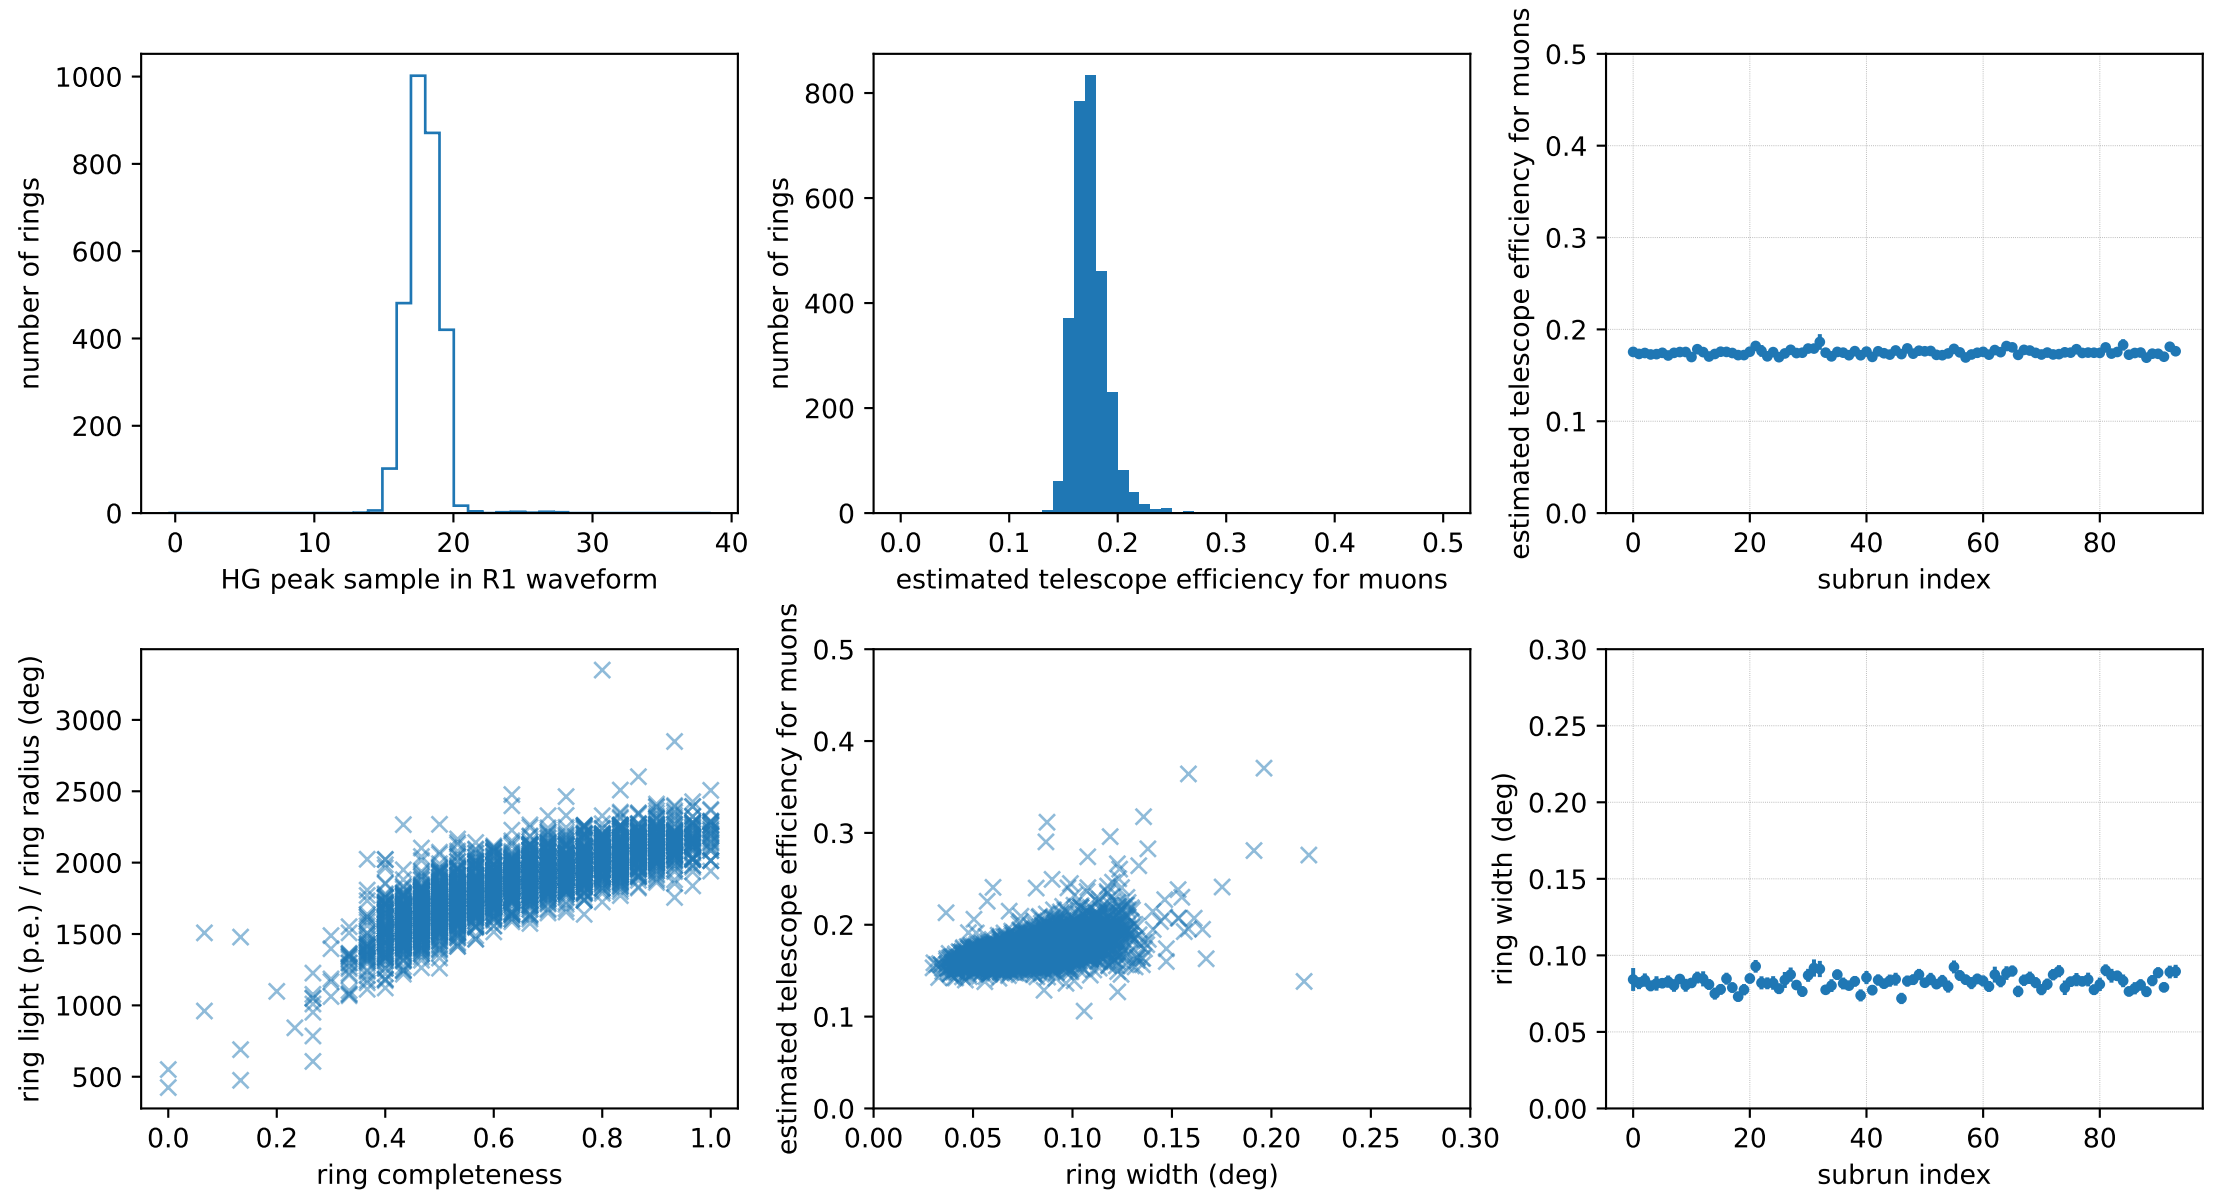 number of rings
1000
800
600
400
200
0
0 10 20 30 40
HG peak sample in R1 waveform
number of rings
800
600
400
200
0
0.0 0.1 0.2 0.3 0.4 0.5
estimated telescope efficiency for muons
estimated telescope efficiency for muons
0.5
0.4
0.3
0.2
0.1
0.0
0 20 40 60 80
subrun index
ring light (p.e.) / ring radius (deg)
3000
2500
2000
1500
1000
500
0.0 0.2 0.4 0.6 0.8 1.0
ring completeness
estimated telescope efficiency for muons
0.5
0.4
0.3
0.2
0.1
0.0
0.00 0.05 0.10 0.15 0.20 0.25 0.30
ring width (deg)
ring width (deg)
0.30
0.25
0.20
0.15
0.10
0.05
0.00
0 20 40 60 80
subrun index